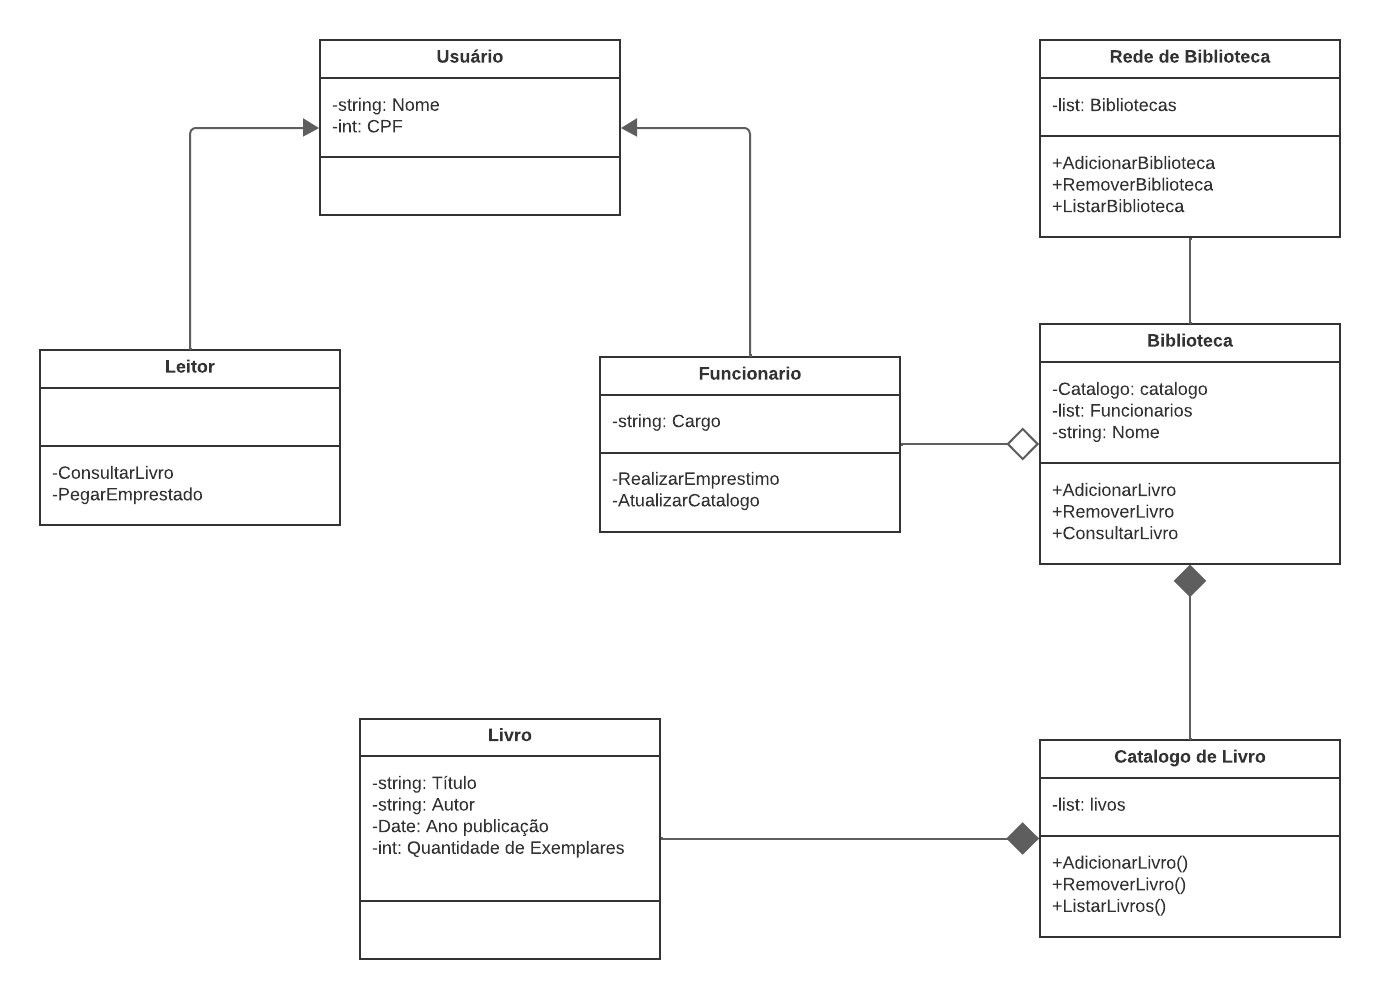 Usuário
-string: Nome
-int: CPF
Rede de Biblioteca
-list: Bibliotecas
+AdicionarBiblioteca
+RemoverBiblioteca
+ListarBiblioteca
Leitor
-ConsultarLivro
-PegarEmprestado
Funcionario
-string: Cargo
-RealizarEmprestimo
-AtualizarCatalogo
Biblioteca
-Catalogo: catalogo
-list: Funcionarios
-string: Nome
+AdicionarLivro
+RemoverLivro
+ConsultarLivro
Livro
-string: Título
-string: Autor
-Date: Ano publicação
-int: Quantidade de Exemplares
Catalogo de Livro
-list: livos
+AdicionarLivro()
+RemoverLivro()
+ListarLivros()